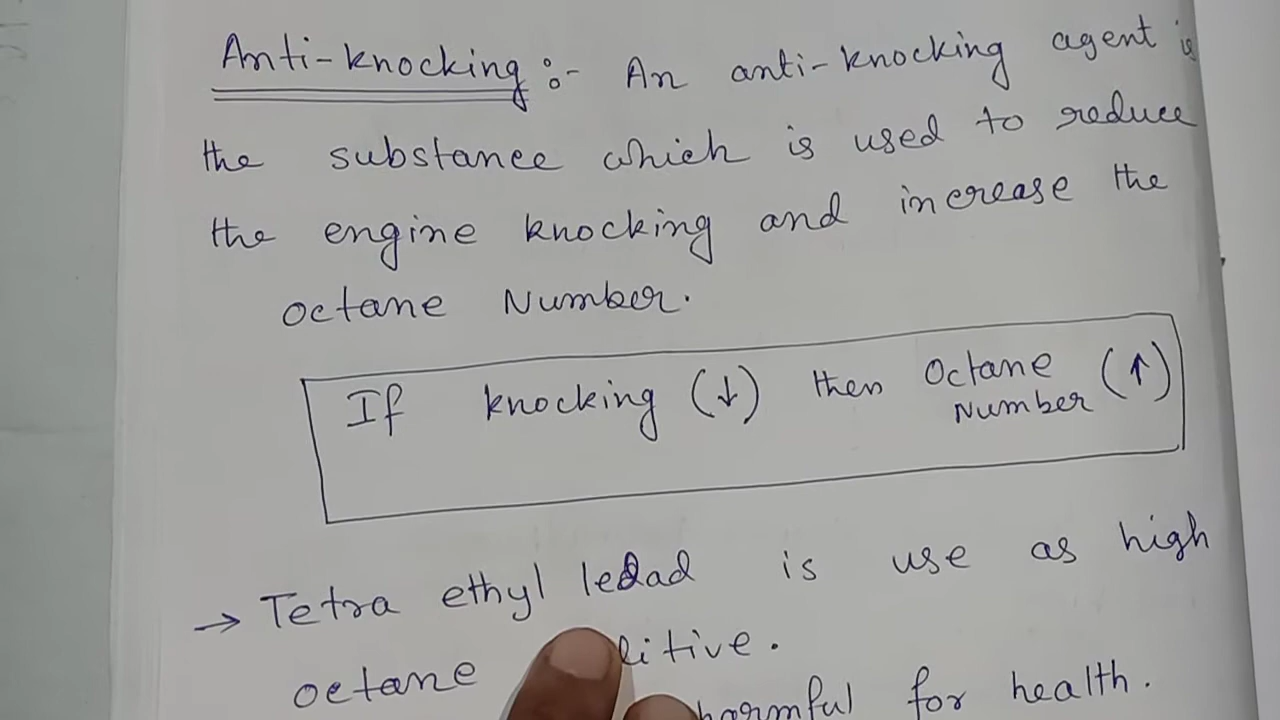 Anti-knocking :- An anti-knocking agent is
the substance which is used to reduce
the engine knocking and increase the
octane Number.
If knocking (↓) then Octane Number (↑)
→ Tetra ethyl lead is use as high
octane
harmful for health.